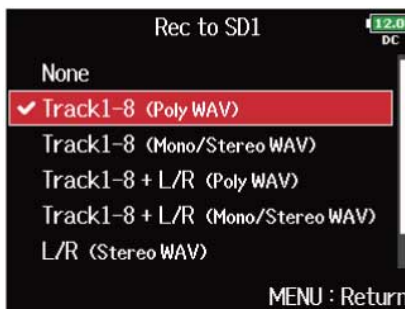 Rec to SD1
12.0
DC
None
Track1-8 (Poly WAV)
Track1-8 (Mono/Stereo WAV)
Track1-8 + L/R (Poly WAV)
Track1-8 + L/R (Mono/Stereo WAV)
L/R (Stereo WAV)
MENU : Return